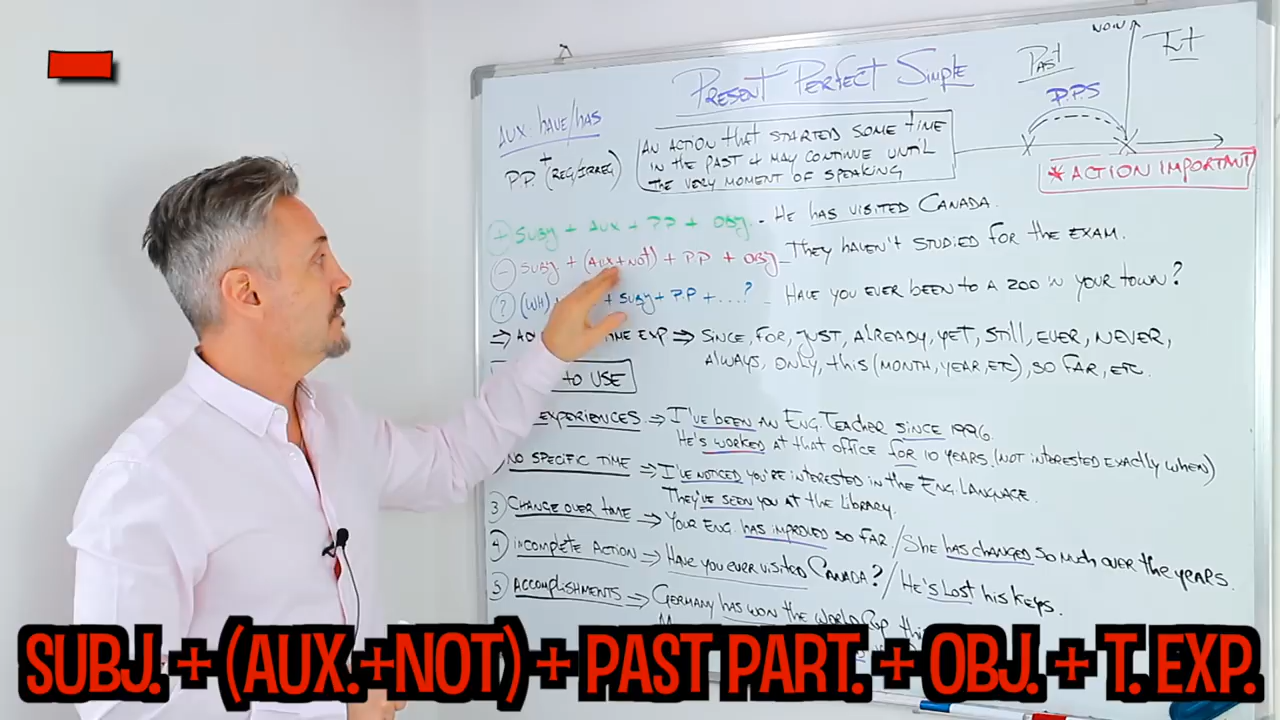 Present Perfect Simple
Past
NOW
Fut
P.P.S
AUX. HAVE/HAS
+
P.P. (REG/IRREG)
AN ACTION that STARTED SOME tIME
IN the PAST & MAY CONTINUE UNTIL
the VERY MOMENT OF SPEAKING
* ACTION IMPORTANT
+ SUBJ + AUX + PP + OBJ. - HE HAS VISITED CANADA.
- SUBJ + (AUX+NOT) + P.P + OBJ - They HAVEN'T STUDIED FOR the EXAM.
? (WH) + SUBJ + P.P + ...? - HAVE YOU EVER BEEN TO A ZOO IN YOUR TOWN?
EXP ⇒ SINCE, FOR, JUST, ALREADY, YET, Still, EVER, NEVER,
ALWAYS, ONLY, this (MONTH, YEAR, ETC), SO FAR, ETC.
to USE
EXPERIENCES ⇒ I'VE BEEN AN ENG. TEACHER SINCE 1996.
HE'S WORKED AT that OFFICE FOR 10 YEARS. (NOT INTERESTED EXACTLY WHEN)
NO SPECIFIC TIME ⇒ I'VE NOTICED YOU'RE INTERESTED IN the ENG. LANGUAGE.
They'VE SEEN YOU AT the LIBRARY.
3 CHANGE OVER tIME → YOUR ENG. HAS IMPROVED SO FAR / SHE HAS CHANGED SO MUCH OVER the YEARS.
4 INCOMPLETE ACTION → HAVE YOU EVER VISITED CANADA? / HE'S LOST his KEYS.
5 ACCOMPLISHMENTS ⇒ GERMANY HAS WON the WORLD CUP this
SUBJ. + (AUX.+NOT) + PAST PART. + OBJ. + T. EXP.